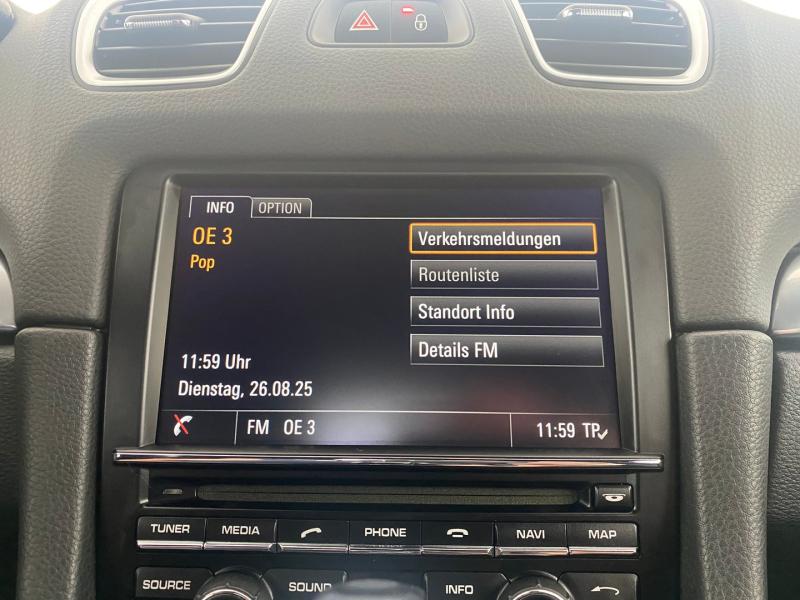 INFO OPTION
OE 3
Pop
Verkehrsmeldungen
Routenliste
Standort Info
Details FM
11:59 Uhr
Dienstag, 26.08.25
FM OE 3 11:59 TP
TUNER MEDIA PHONE NAVI MAP
SOURCE SOUND INFO